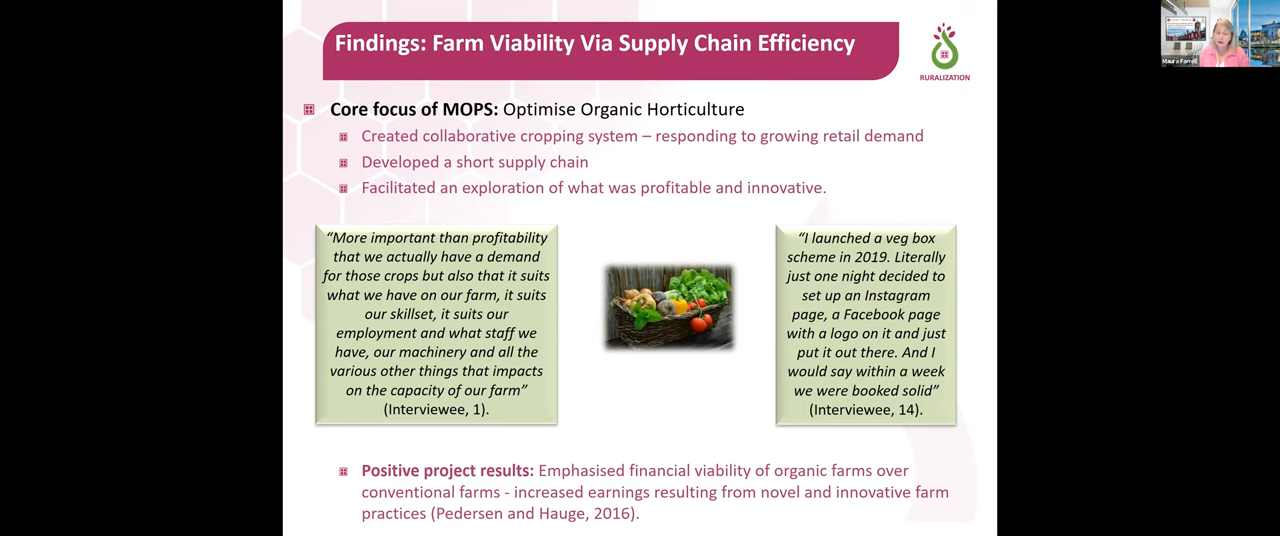 Findings: Farm Viability Via Supply Chain Efficiency
RURALIZATION
Maura Farrell
Core focus of MOPS: Optimise Organic Horticulture
Created collaborative cropping system – responding to growing retail demand
Developed a short supply chain
Facilitated an exploration of what was profitable and innovative.
“More important than profitability
that we actually have a demand
for those crops but also that it suits
what we have on our farm, it suits
our skillset, it suits our
employment and what staff we
have, our machinery and all the
various other things that impacts
on the capacity of our farm”
(Interviewee, 1).
“I launched a veg box
scheme in 2019. Literally
just one night decided to
set up an Instagram
page, a Facebook page
with a logo on it and just
put it out there. And I
would say within a week
we were booked solid”
(Interviewee, 14).
Positive project results: Emphasised financial viability of organic farms over
conventional farms - increased earnings resulting from novel and innovative farm
practices (Pedersen and Hauge, 2016).